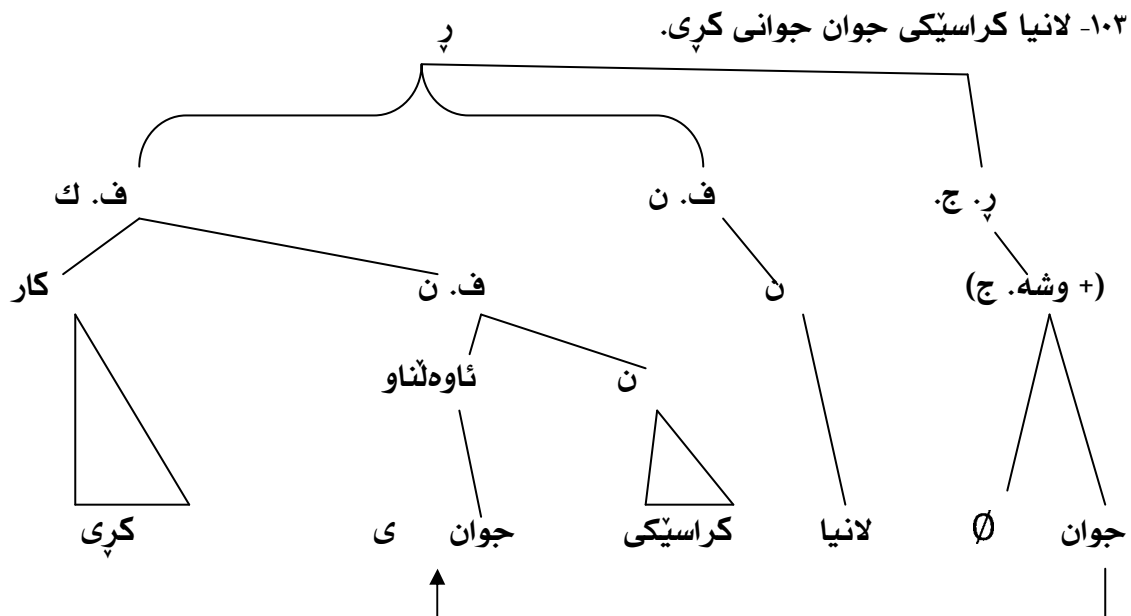 ١٠٣- لانیا کراسێکی جوان جوانی کڕی.
ڕ
ڕ. ج. ف. ن ف. ك
(+ وشە. ج) ن ف. ن کار
ن ئاوەڵناو
جوان Ø لانیا کراسێکی جوان ی کڕی